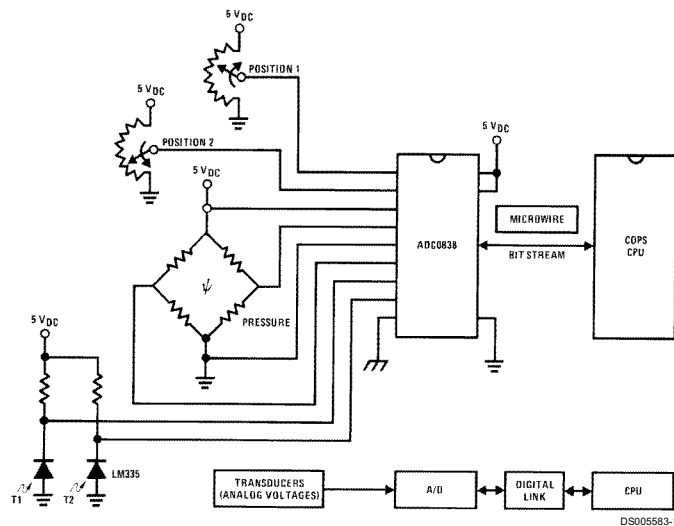 5 VDC
POSITION 1
5 VDC
POSITION 2
5 VDC
5 VDC
MICROWIRE
ADC0838
BIT STREAM
COPS
CPU
ψ
PRESSURE
5 VDC
LM335
T1
T2
TRANSDUCERS
(ANALOG VOLTAGES)
A/D
DIGITAL
LINK
CPU
DS005583-